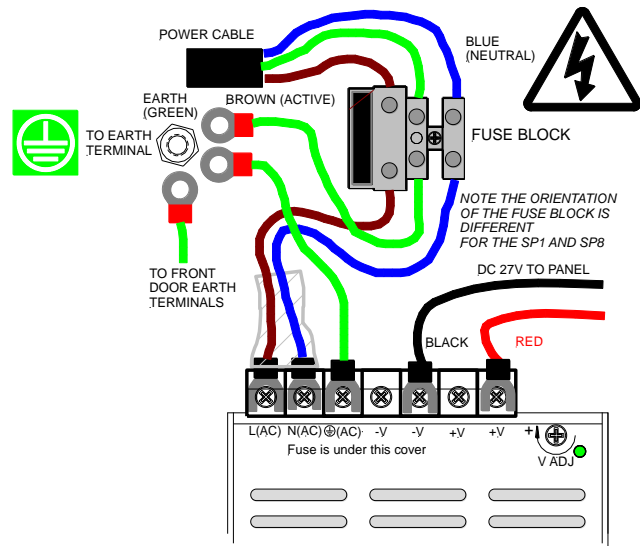 POWER CABLE
BLUE
(NEUTRAL)
EARTH
(GREEN)
BROWN (ACTIVE)
TO EARTH
TERMINAL
FUSE BLOCK
NOTE THE ORIENTATION
OF THE FUSE BLOCK IS
DIFFERENT
FOR THE SP1 AND SP8
TO FRONT
DOOR EARTH
TERMINALS
DC 27V TO PANEL
BLACK
RED
L(AC) N(AC) ⏚(AC) -V -V +V +V +
Fuse is under this cover
V ADJ